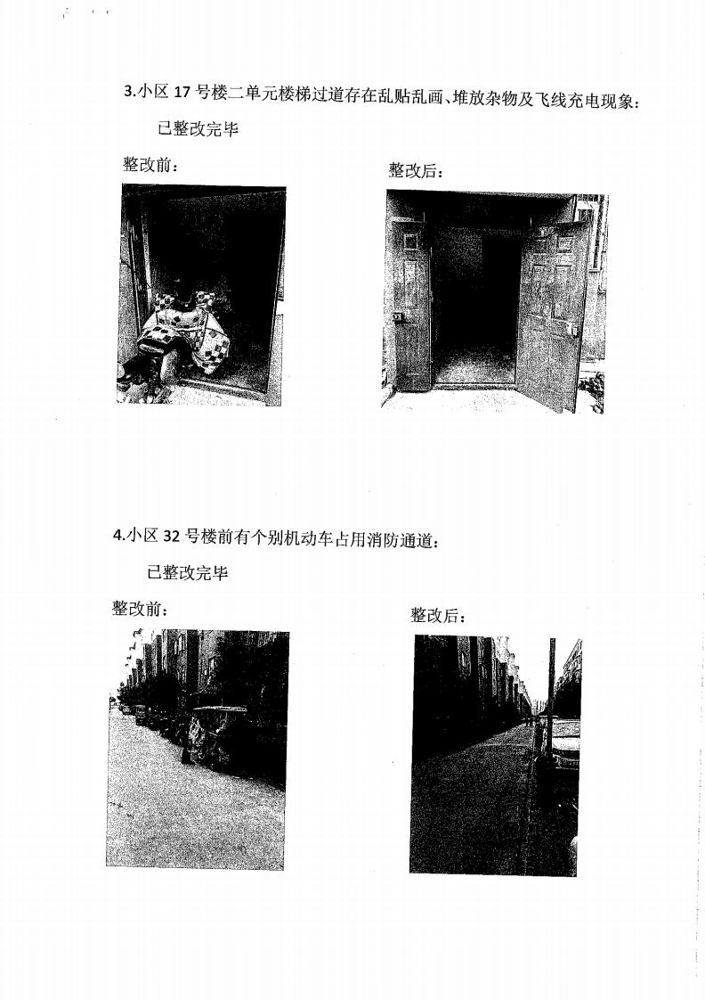 3.小区 17 号楼二单元楼梯过道存在乱贴乱画、堆放杂物及飞线充电现象：
已整改完毕
整改前：
整改后：
4.小区 32 号楼前有个别机动车占用消防通道：
已整改完毕
整改前：
整改后：